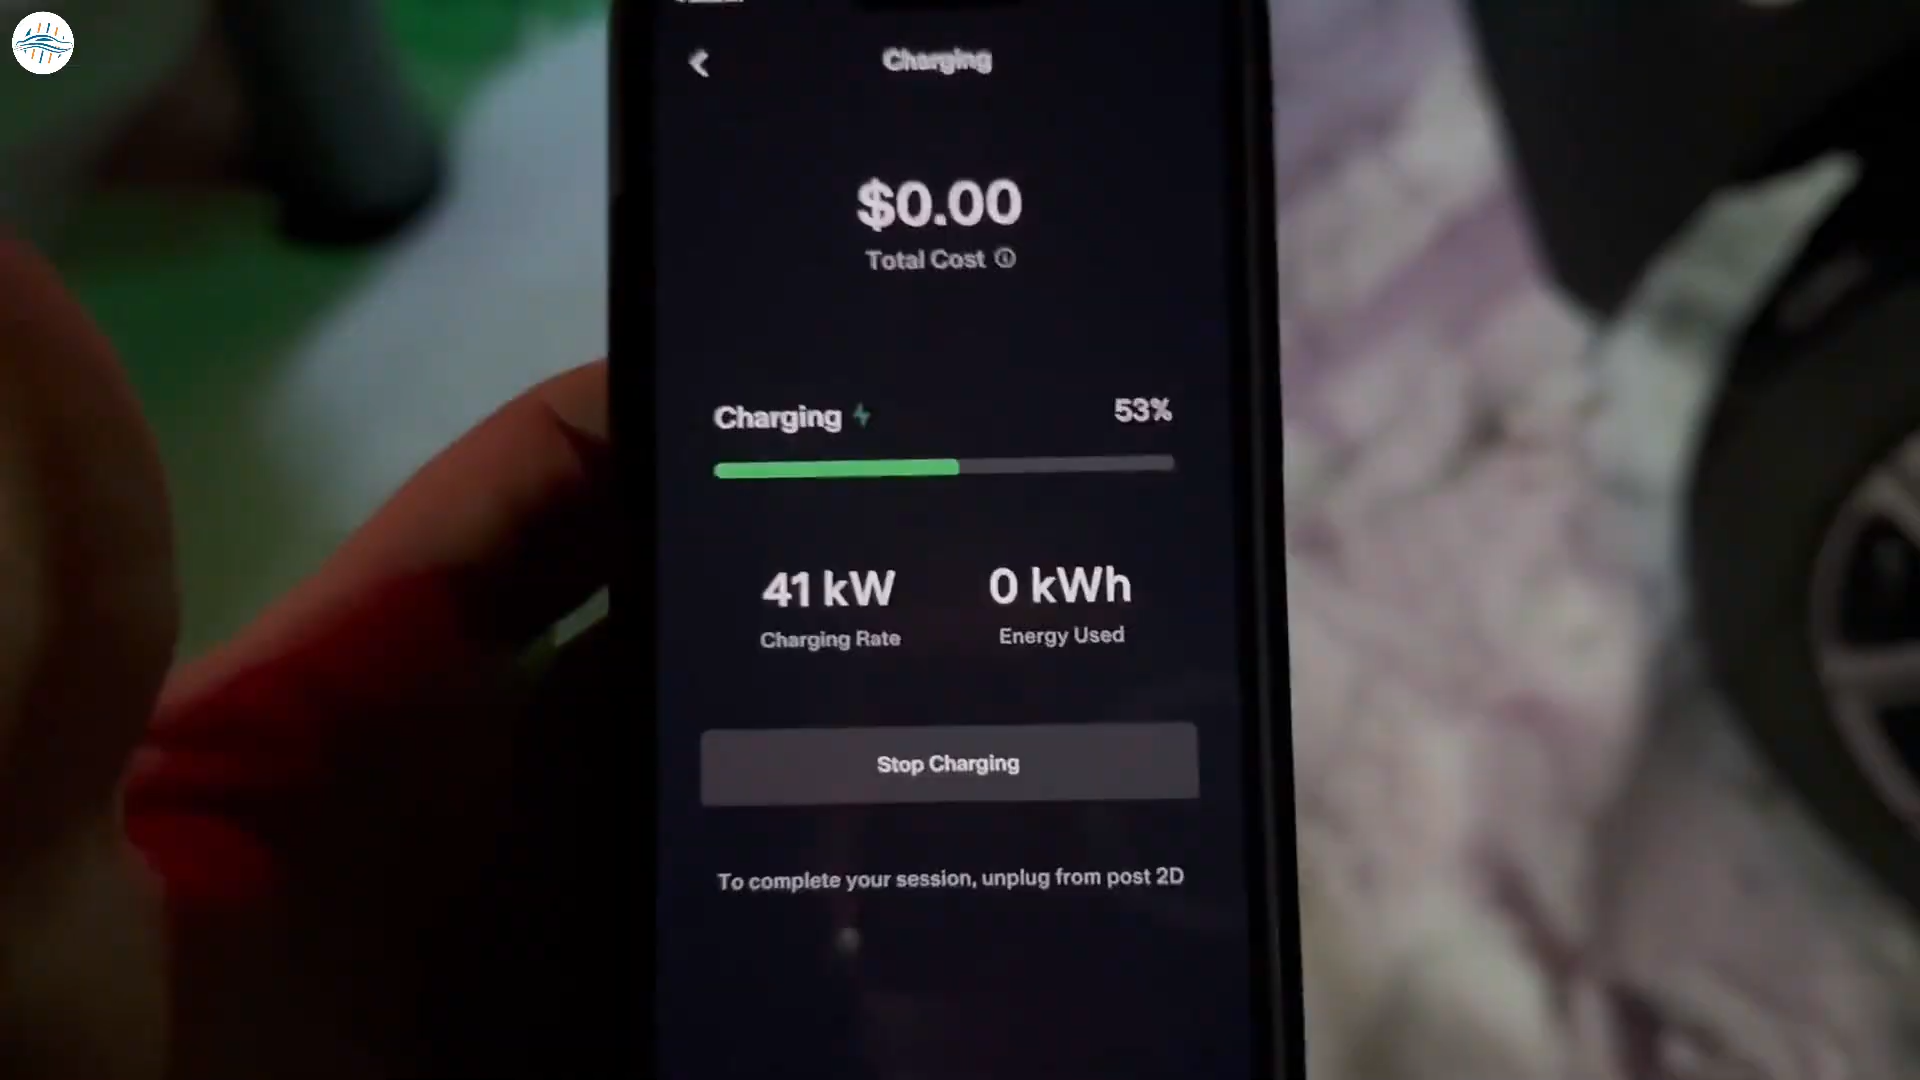 Charging
$0.00
Total Cost
Charging 53%
41 kW 0 kWh
Charging Rate Energy Used
Stop Charging
To complete your session, unplug from post 2D